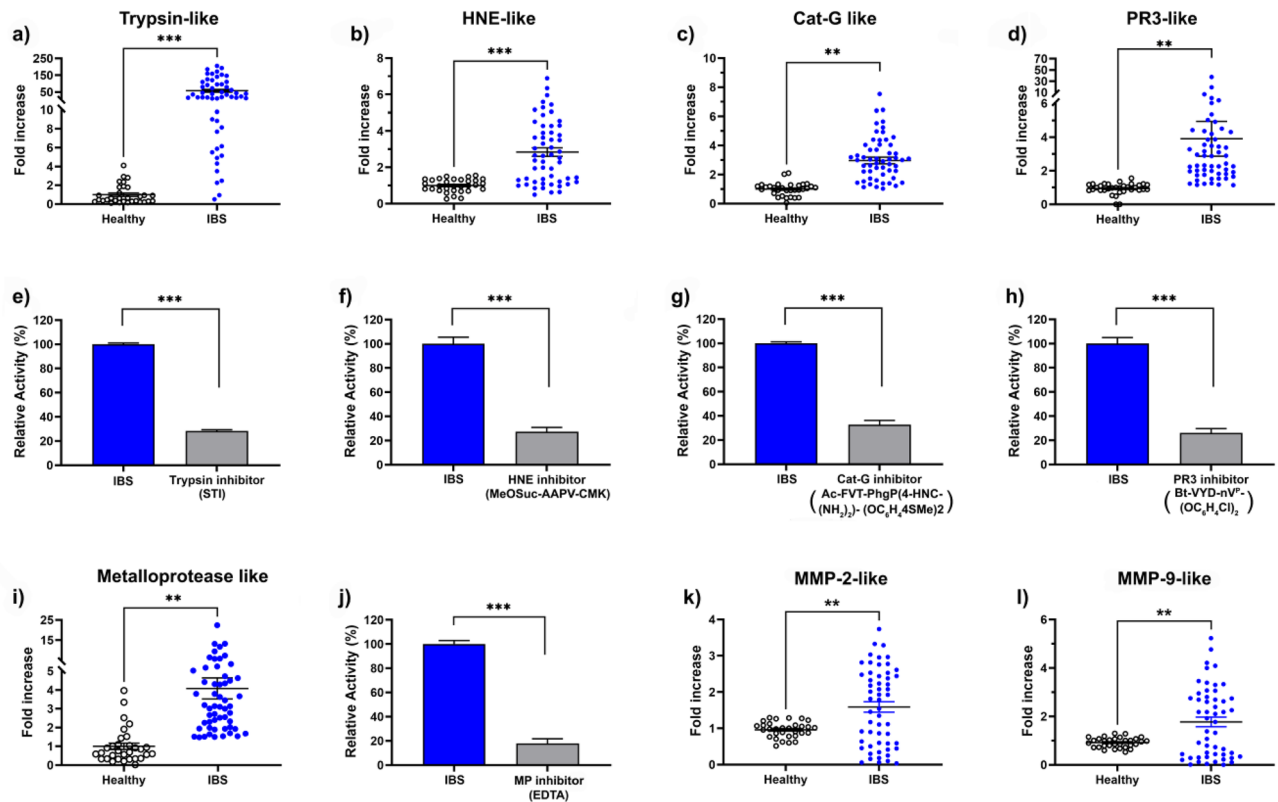 Trypsin-like
HNE-like
Cat-G like
PR3-like
a)
***
Fold increase
250
150
50
10
8
6
4
2
0
Healthy
IBS
b)
***
Fold increase
8
6
4
2
0
Healthy
IBS
c)
**
Fold increase
10
8
6
4
2
0
Healthy
IBS
d)
**
Fold increase
70
50
30
10
6
4
2
0
Healthy
IBS
e)
***
Relative Activity (%)
120
100
80
60
40
20
0
IBS
Trypsin inhibitor
(STI)
f)
***
Relative Activity (%)
120
100
80
60
40
20
0
IBS
HNE inhibitor
(MeOSuc-AAPV-CMK)
g)
***
Relative Activity (%)
120
100
80
60
40
20
0
IBS
Cat-G inhibitor
(Ac-FVT-PhgP(4-HNC-
(NH₂)₂)- (OC₆H₄4SMe)2)
h)
***
Relative Activity (%)
120
100
80
60
40
20
0
IBS
PR3 inhibitor
(Bt-VYD-nVᴾ-
(OC₆H₄Cl)₂)
Metalloprotease like
i)
**
Fold increase
25
15
5
4
3
2
1
0
Healthy
IBS
j)
***
Relative Activity (%)
120
100
80
60
40
20
0
IBS
MP inhibitor
(EDTA)
MMP-2-like
k)
**
Fold increase
4
3
2
1
0
Healthy
IBS
MMP-9-like
l)
**
Fold increase
6
4
2
0
Healthy
IBS